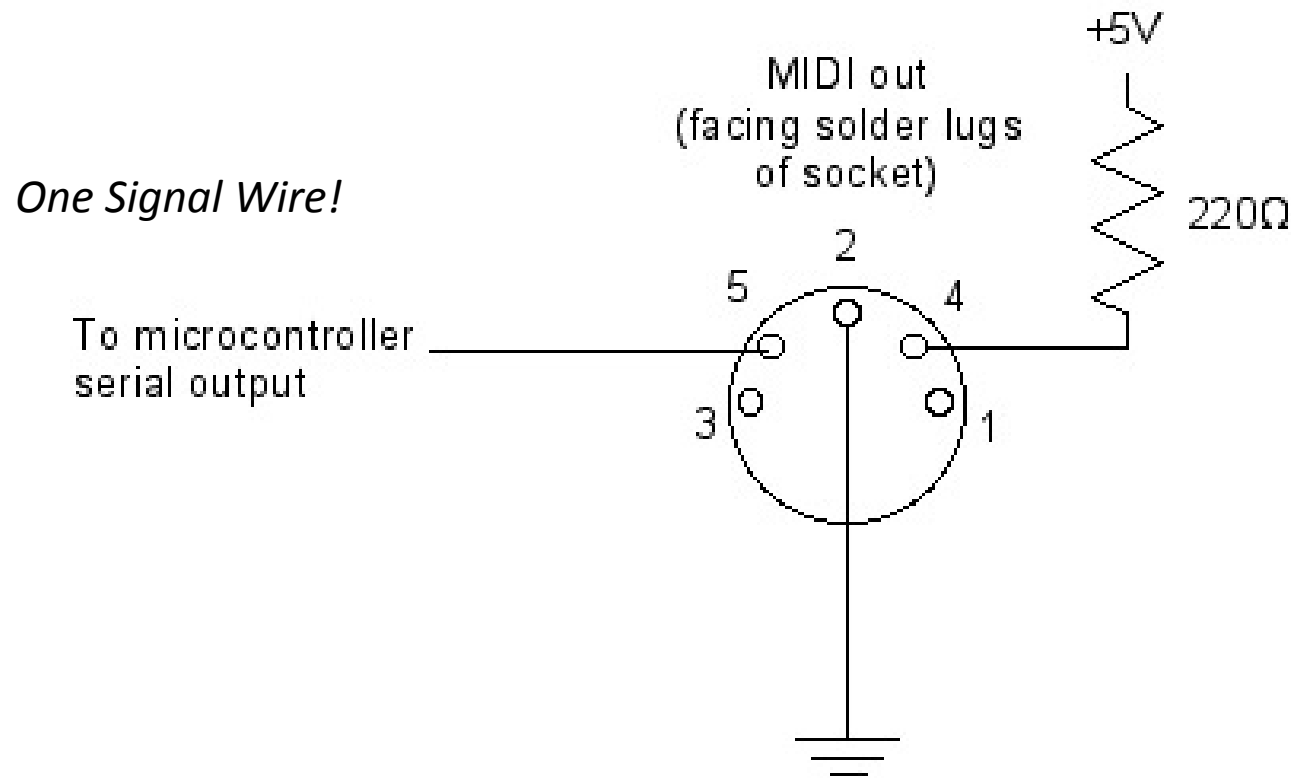 +5V
MIDI out
(facing solder lugs
of socket)
One Signal Wire!
220Ω
2
5
4
To microcontroller
serial output
3
1